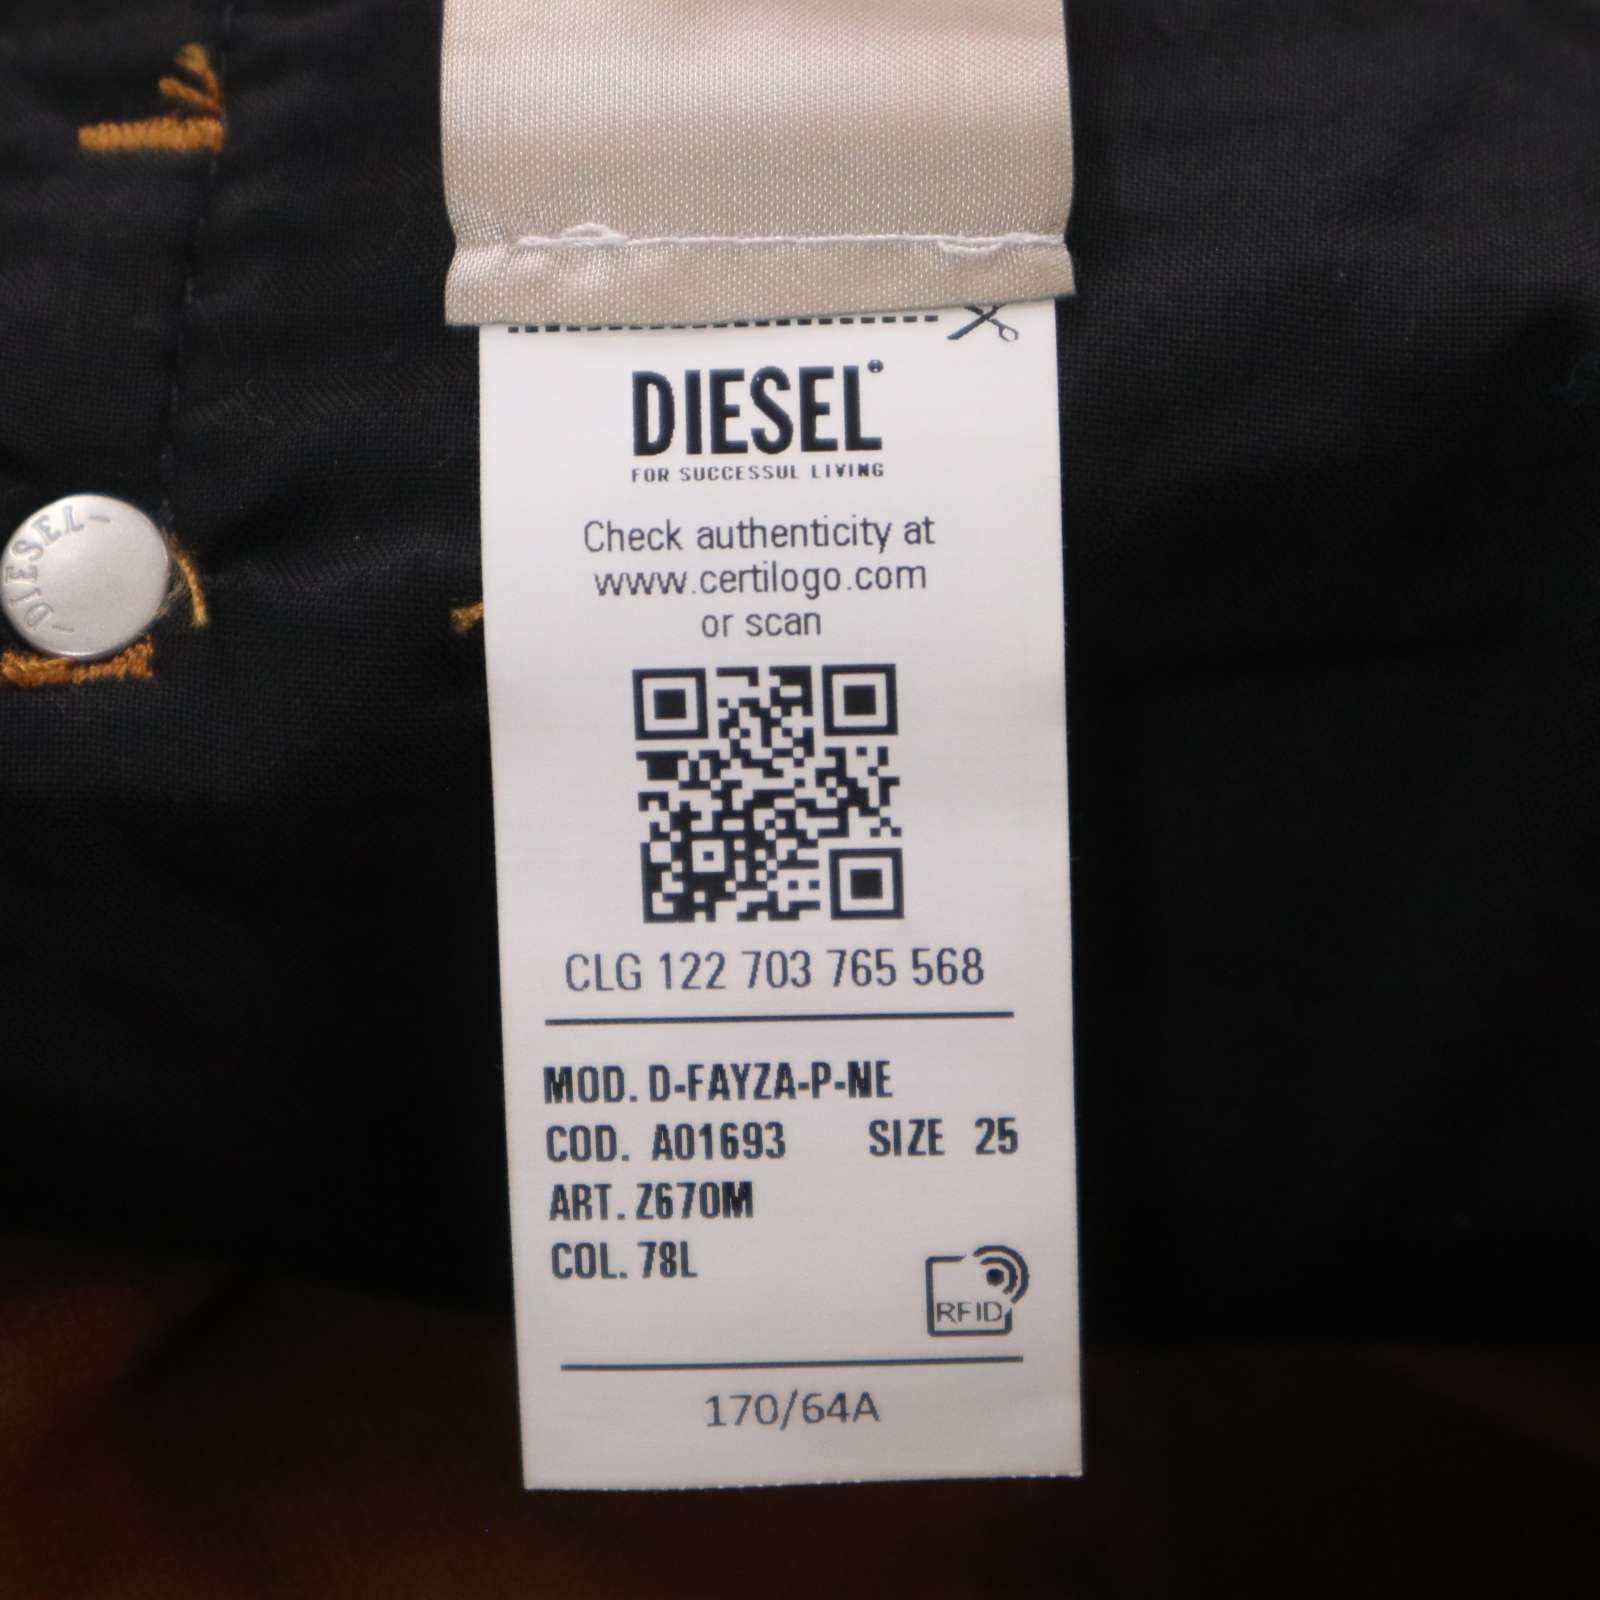 DIESEL
FOR SUCCESSUL LIVING
Check authenticity at
www.certilogo.com
or scan
CLG 122 703 765 568
MOD. D-FAYZA-P-NE
COD. A01693 SIZE 25
ART. Z670M
COL. 78L
RFID
170/64A
-DIESEL-